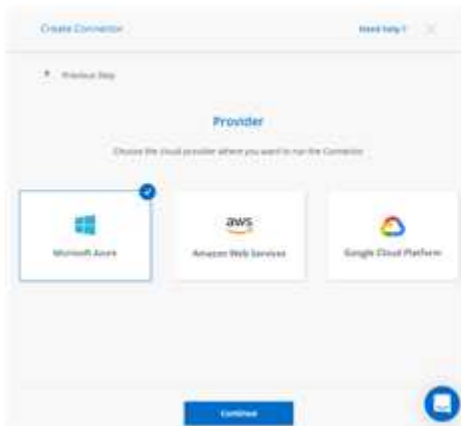 Create Connector
Need help?
Previous Step
Provider
Choose the cloud provider where you want to run the Connector
aws
Microsoft Azure
Amazon Web Services
Google Cloud Platform
Continue